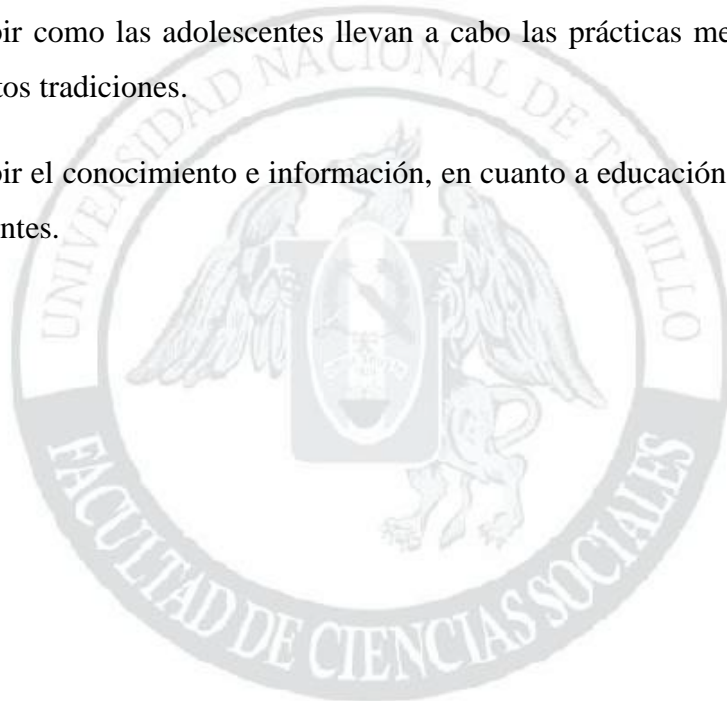 bir como las adolescentes llevan a cabo las prácticas me
tos tradiciones.
bir el conocimiento e información, en cuanto a educación
ntes.
UNIVERSIDAD NACIONAL DE TRUJILLO
FACULTAD DE CIENCIAS SOCIALES